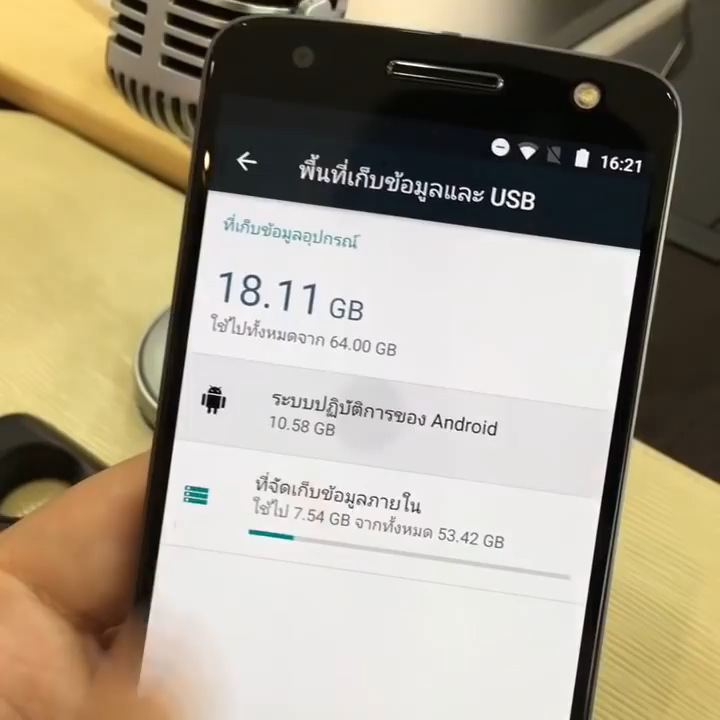 16:21
พื้นที่เก็บข้อมูลและ USB
ที่เก็บข้อมูลอุปกรณ์
18.11 GB
ใช้ไปทั้งหมดจาก 64.00 GB
ระบบปฏิบัติการของ Android
10.58 GB
ที่จัดเก็บข้อมูลภายใน
ใช้ไป 7.54 GB จากทั้งหมด 53.42 GB